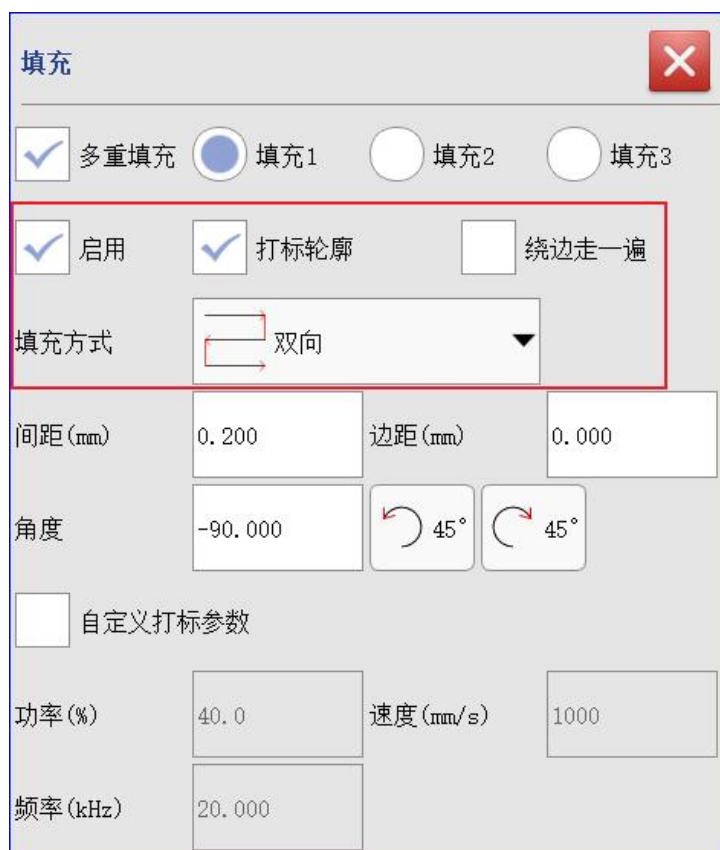 填充
多重填充 填充1 填充2 填充3
启用 打标轮廓 绕边走一遍
填充方式 双向
间距(mm) 0.200 边距(mm) 0.000
角度 -90.000 45° 45°
自定义打标参数
功率(%) 40.0 速度(mm/s) 1000
频率(kHz) 20.000